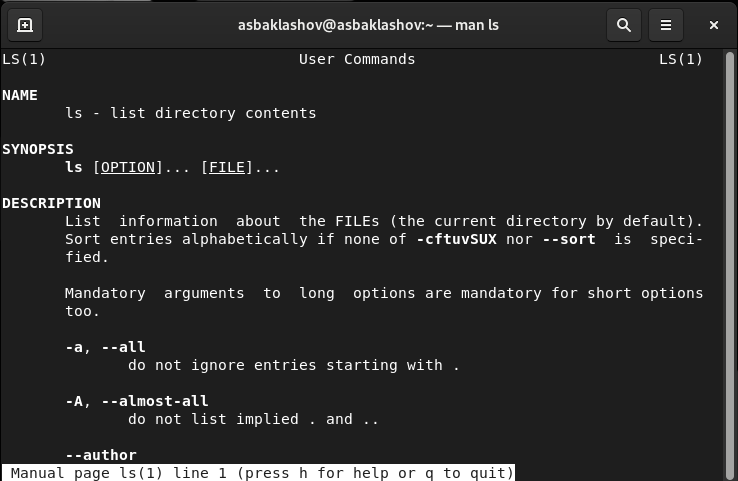 asbaklashov@asbaklashov:~ — man ls
LS(1) User Commands LS(1)
NAME
ls - list directory contents
SYNOPSIS
ls [OPTION]... [FILE]...
DESCRIPTION
List information about the FILEs (the current directory by default).
Sort entries alphabetically if none of -cftuvSUX nor --sort is speci-
fied.
Mandatory arguments to long options are mandatory for short options
too.
-a, --all
do not ignore entries starting with .
-A, --almost-all
do not list implied . and ..
--author
Manual page ls(1) line 1 (press h for help or q to quit)